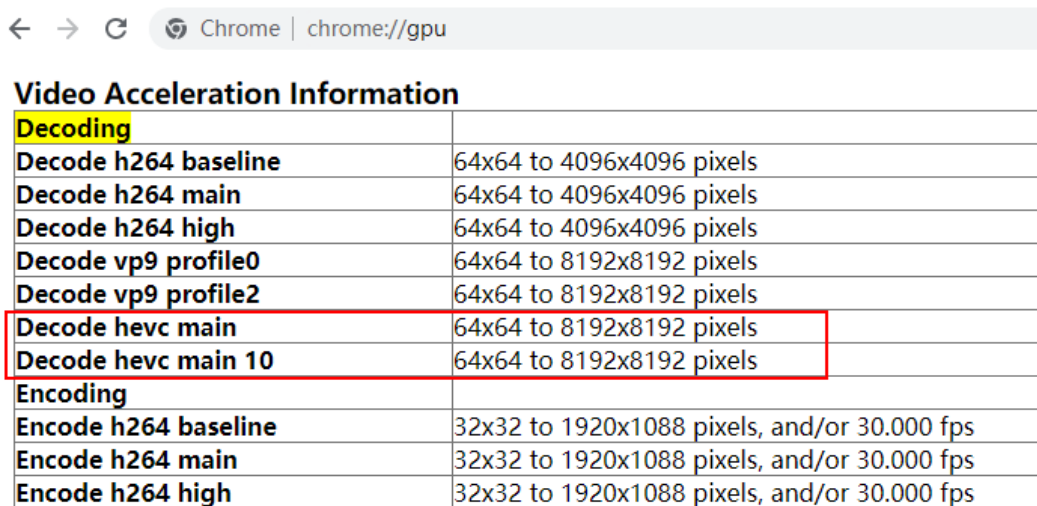 Chrome | chrome://gpu
Video Acceleration Information
Decoding
Decode h264 baseline 64x64 to 4096x4096 pixels
Decode h264 main 64x64 to 4096x4096 pixels
Decode h264 high 64x64 to 4096x4096 pixels
Decode vp9 profile0 64x64 to 8192x8192 pixels
Decode vp9 profile2 64x64 to 8192x8192 pixels
Decode hevc main 64x64 to 8192x8192 pixels
Decode hevc main 10 64x64 to 8192x8192 pixels
Encoding
Encode h264 baseline 32x32 to 1920x1088 pixels, and/or 30.000 fps
Encode h264 main 32x32 to 1920x1088 pixels, and/or 30.000 fps
Encode h264 high 32x32 to 1920x1088 pixels, and/or 30.000 fps